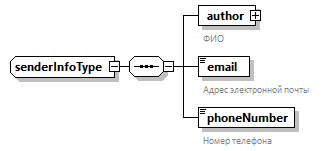 author
ФИО
senderInfoType
email
Адрес электронной почты
phoneNumber
Номер телефона